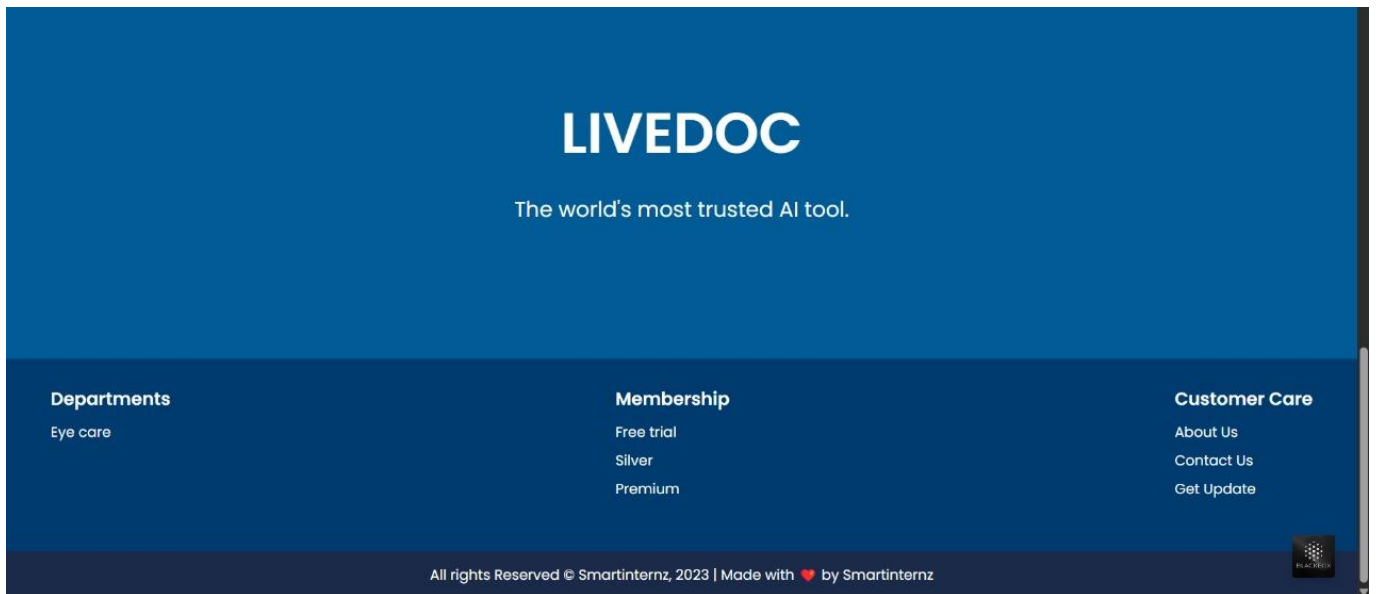 LIVEDOC
The world's most trusted AI tool.
Departments
Eye care
Membership
Free trial
Silver
Premium
Customer Care
About Us
Contact Us
Get Update
BLACKBOX
All rights Reserved © Smartinternz, 2023 | Made with ❤️ by Smartinternz